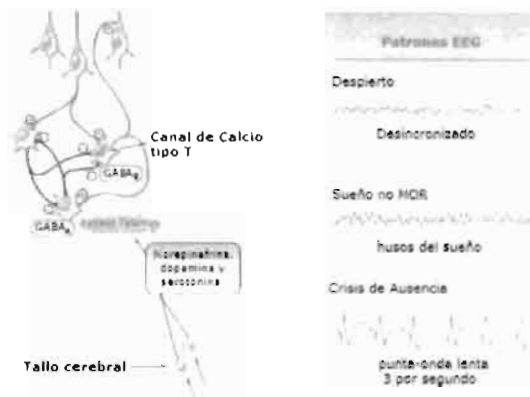 Canal de Calcio
tipo T
GABA
GABA
Norepinefrina,
dopamina y
serotonina
Tallo cerebral
Patrones EEG
Despierto
Desincronizado
Sueño no MOR
husos del sueño
Crisis de Ausencia
punta-onda lenta
3 por segundo